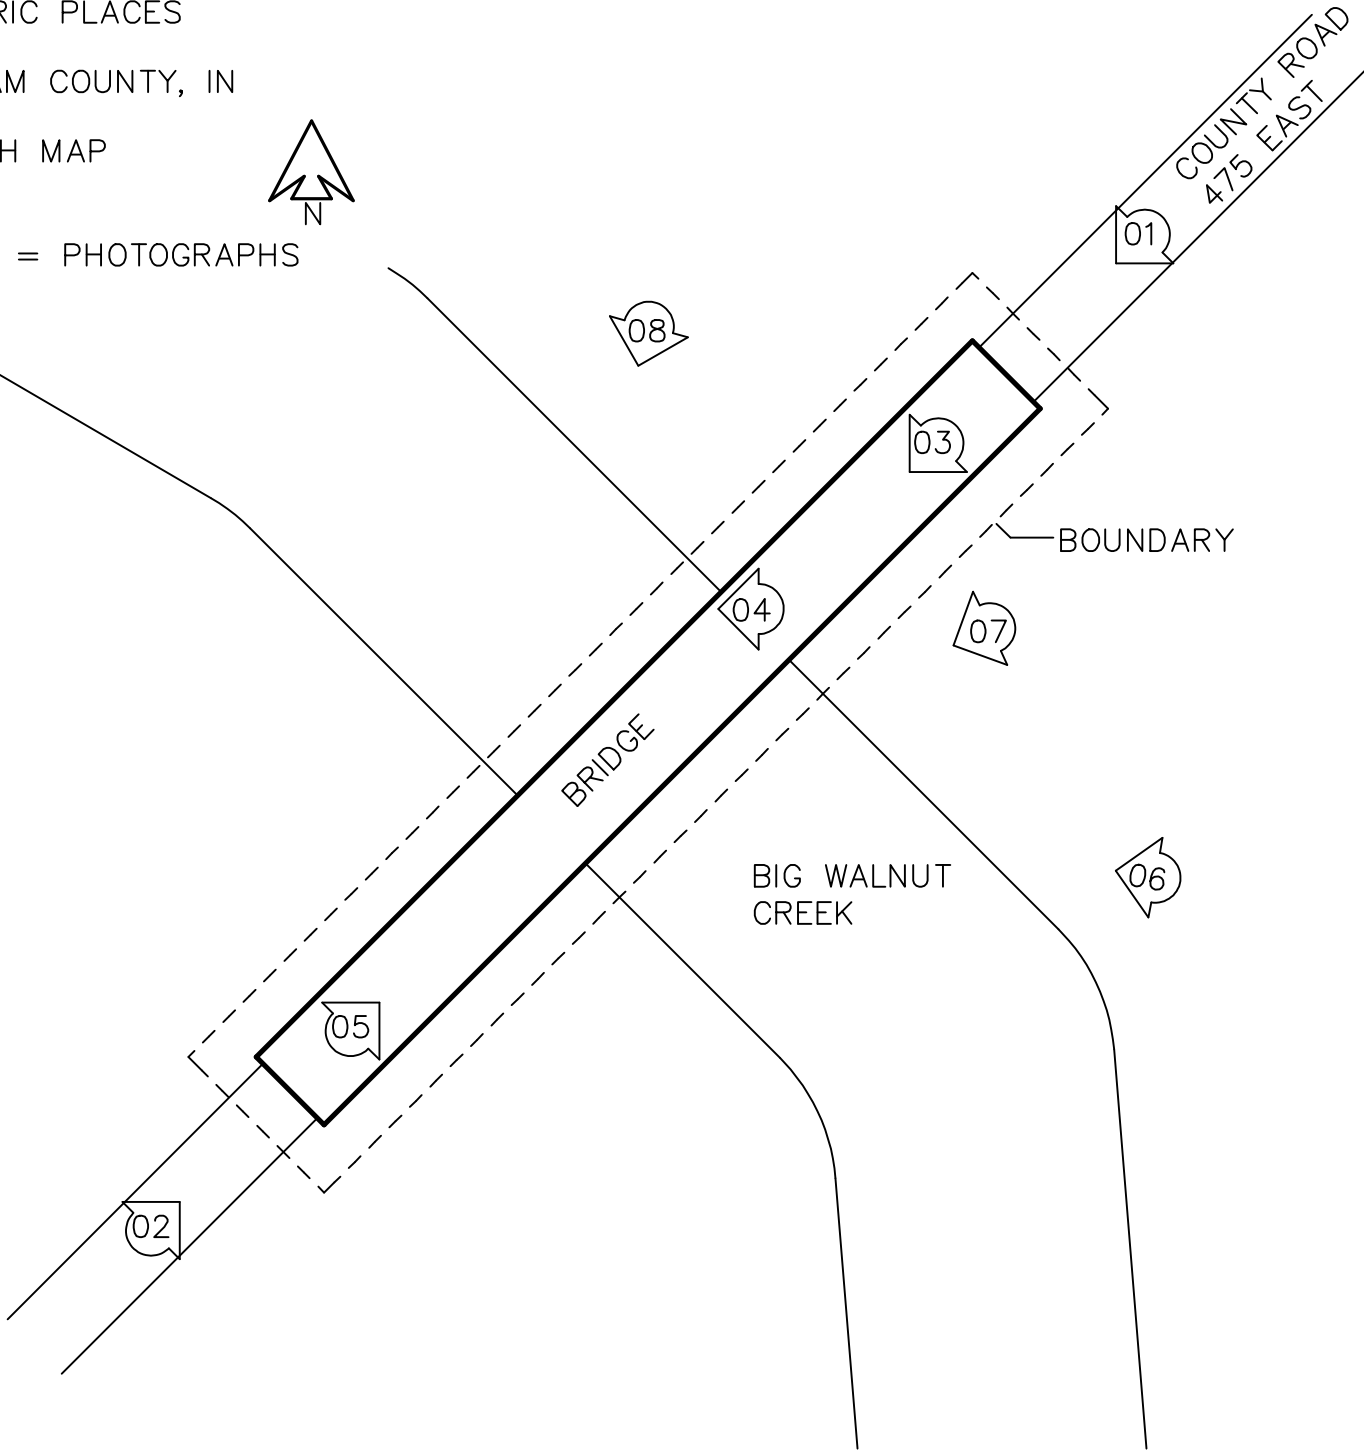 RIC PLACES
AM COUNTY, IN
H MAP
N
= PHOTOGRAPHS
COUNTY ROAD
475 EAST
01
08
03
BOUNDARY
04
07
BRIDGE
BIG WALNUT
CREEK
06
05
02